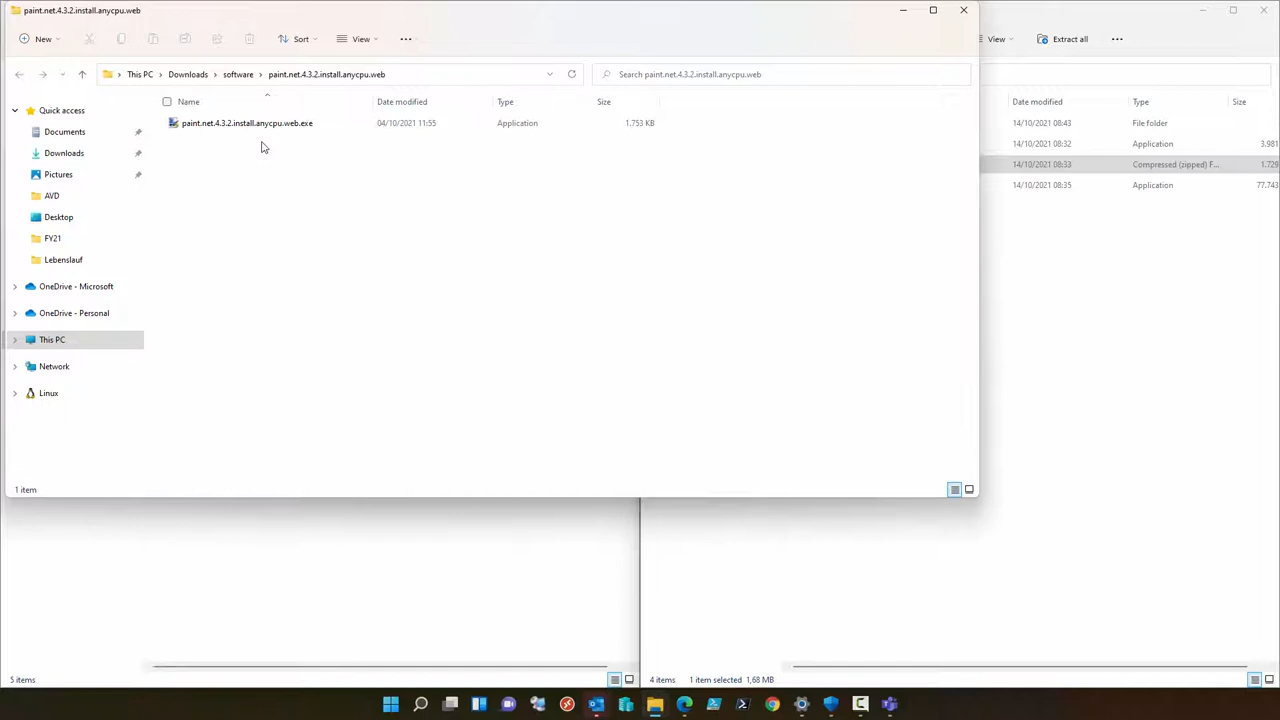 paint.net.4.3.2.install.anycpu.web
New
Sort
View
View
Extract all
This PC
Downloads
software
paint.net.4.3.2.install.anycpu.web
Search paint.net.4.3.2.install.anycpu.web
Name
Date modified
Type
Size
Date modified
Type
Size
paint.net.4.3.2.install.anycpu.web.exe
04/10/2021 11:55
Application
1.753 KB
14/10/2021 08:43
File folder
14/10/2021 08:32
Application
3.981
14/10/2021 08:33
Compressed (zipped) F...
1.729
14/10/2021 08:35
Application
77.743
Quick access
Documents
Downloads
Pictures
AVD
Desktop
FY21
Lebenslauf
OneDrive - Microsoft
OneDrive - Personal
This PC
Network
Linux
1 item
5 items
4 items
1 item selected 1,68 MB